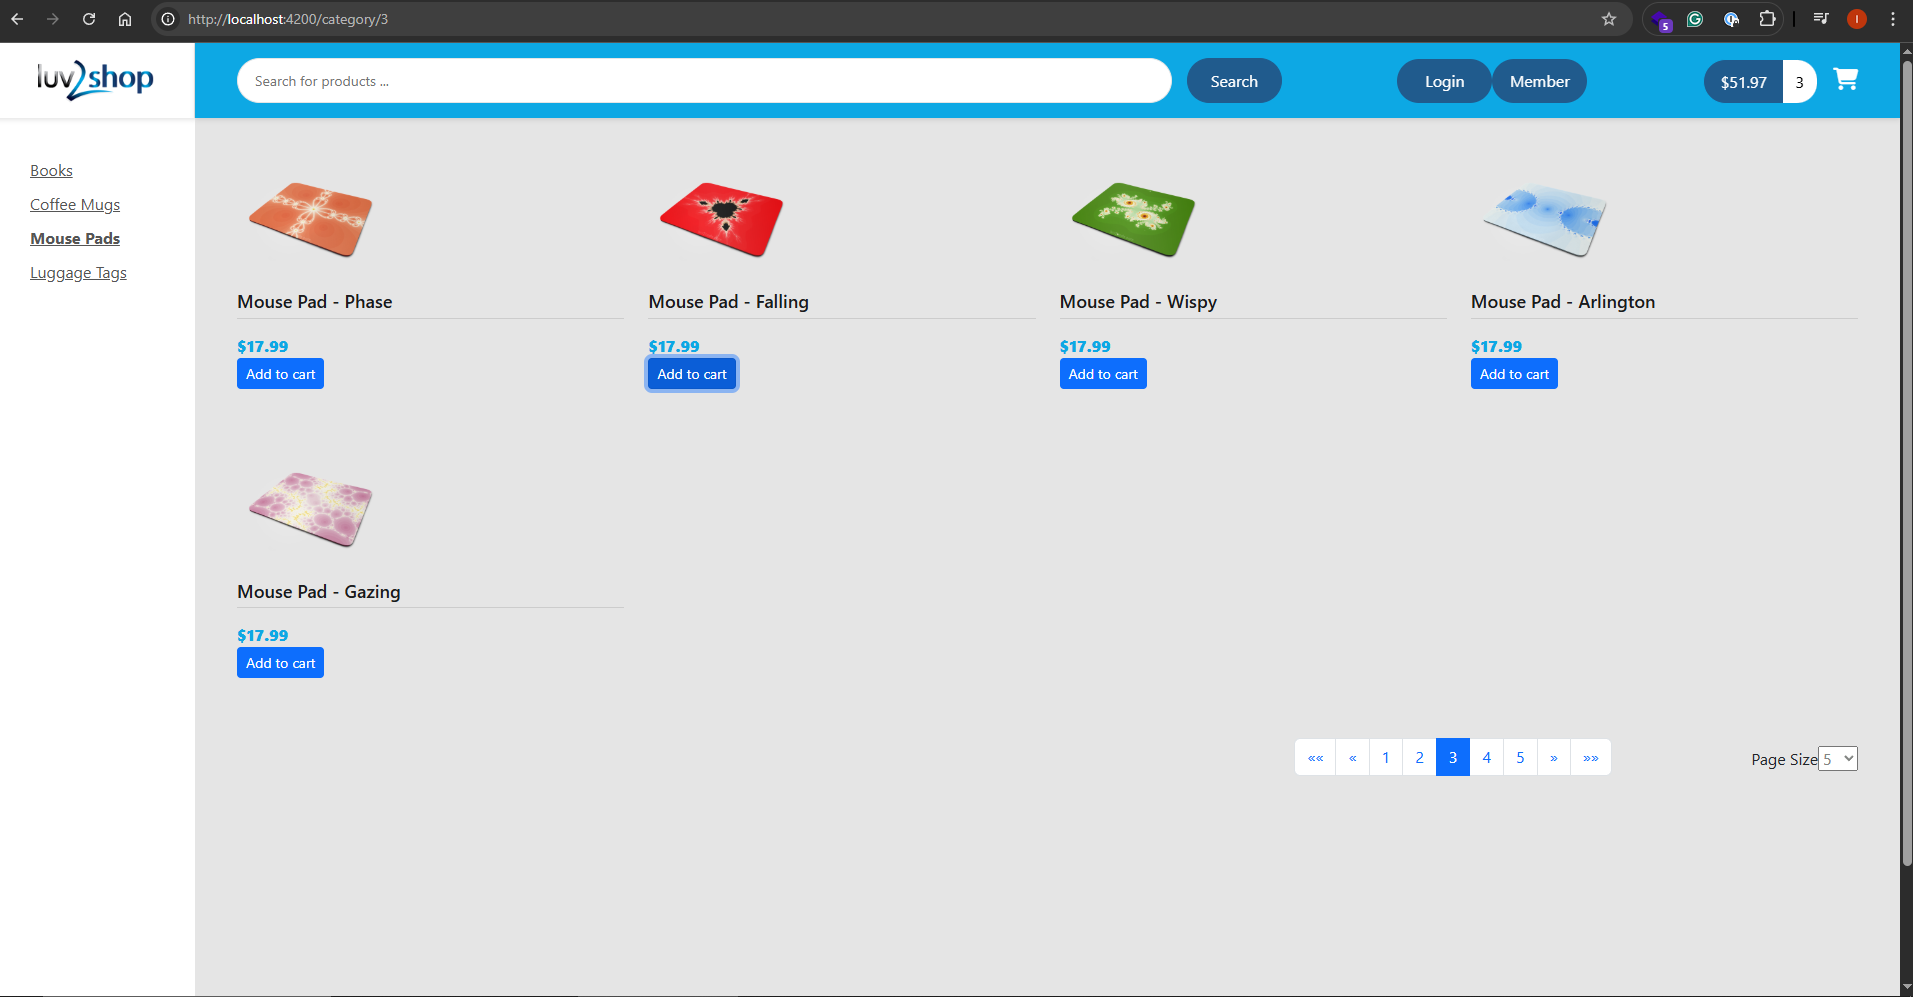 http://localhost:4200/category/3
5
I
luv2shop
Search for products ...
Search
Login
Member
$51.97
3
Books
Coffee Mugs
Mouse Pads
Luggage Tags
Mouse Pad - Phase
Mouse Pad - Falling
Mouse Pad - Wispy
Mouse Pad - Arlington
$17.99
$17.99
$17.99
$17.99
Add to cart
Add to cart
Add to cart
Add to cart
Mouse Pad - Gazing
$17.99
Add to cart
«« « 1 2 3 4 5 » »»
Page Size 5